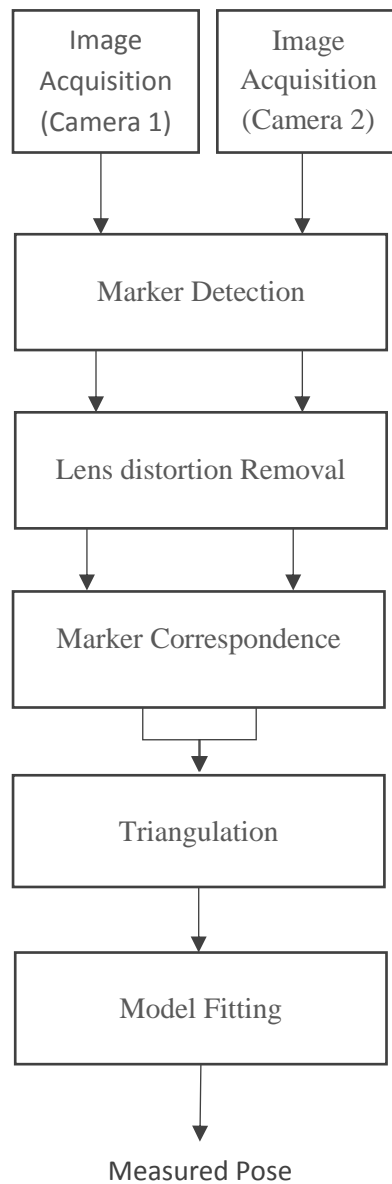 Image
Acquisition
(Camera 1)
Image
Acquisition
(Camera 2)
Marker Detection
Lens distortion Removal
Marker Correspondence
Triangulation
Model Fitting
Measured Pose